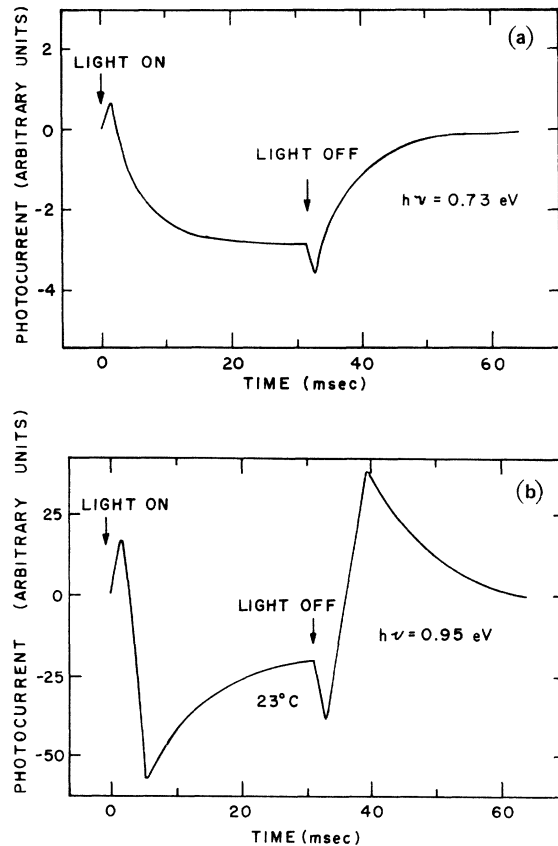 (a)
PHOTOCURRENT (ARBITRARY UNITS)
2
0
-2
-4
LIGHT ON
LIGHT OFF
hν = 0.73 eV
0
20
40
60
TIME (msec)
(b)
PHOTOCURRENT (ARBITRARY UNITS)
25
0
-25
-50
LIGHT ON
LIGHT OFF
hν = 0.95 eV
23°C
0
20
40
60
TIME (msec)